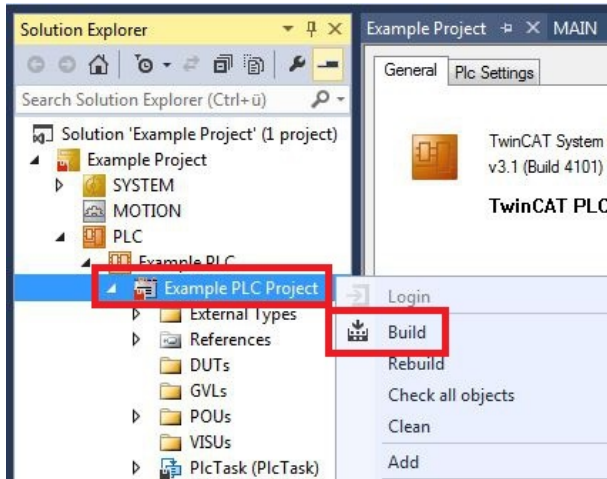 Solution Explorer
Search Solution Explorer (Ctrl+ü)
Solution 'Example Project' (1 project)
Example Project
SYSTEM
MOTION
PLC
Example PLC
Example PLC Project
External Types
References
DUTs
GVLs
POUs
VISUs
PlcTask (PlcTask)
Example Project MAIN
General Plc Settings
TwinCAT System
v3.1 (Build 4101)
TwinCAT PLC
Login
Build
Rebuild
Check all objects
Clean
Add